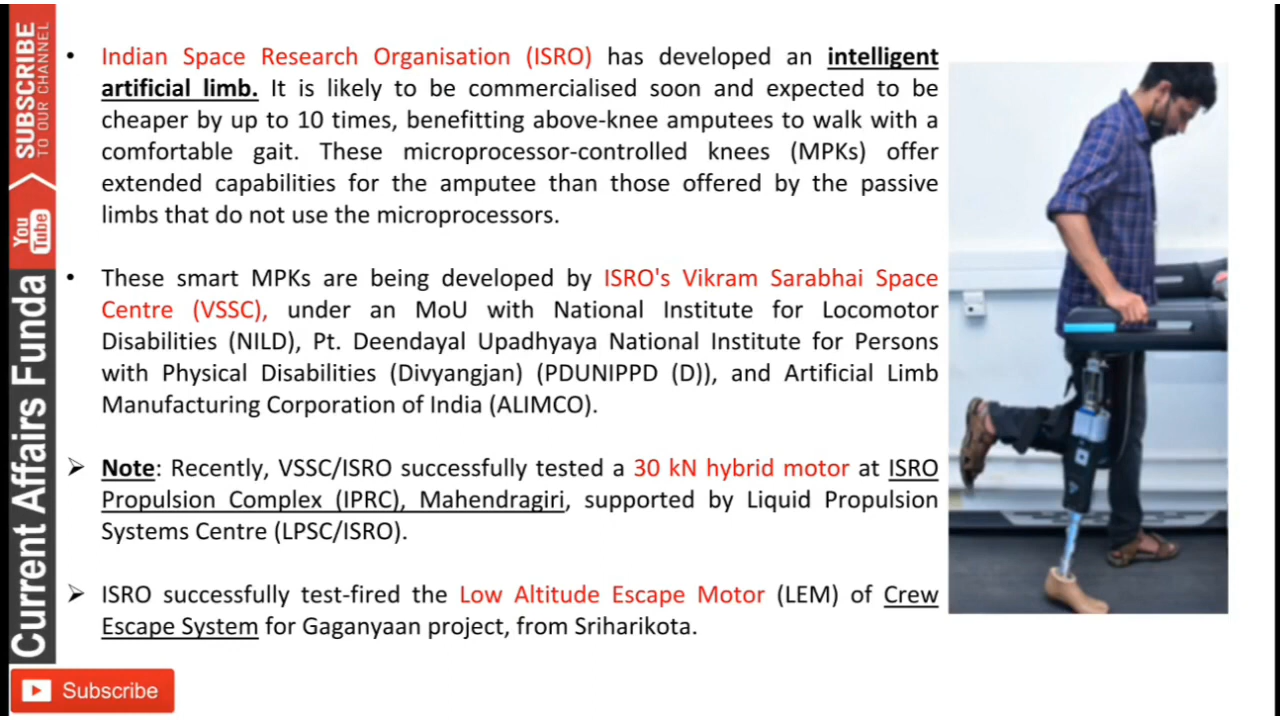 SUBSCRIBE
TO OUR CHANNEL
You
Tube
Current Affairs Funda
• Indian Space Research Organisation (ISRO) has developed an intelligent
artificial limb. It is likely to be commercialised soon and expected to be
cheaper by up to 10 times, benefitting above-knee amputees to walk with a
comfortable gait. These microprocessor-controlled knees (MPKs) offer
extended capabilities for the amputee than those offered by the passive
limbs that do not use the microprocessors.
• These smart MPKs are being developed by ISRO's Vikram Sarabhai Space
Centre (VSSC), under an MoU with National Institute for Locomotor
Disabilities (NILD), Pt. Deendayal Upadhyaya National Institute for Persons
with Physical Disabilities (Divyangjan) (PDUNIPPD (D)), and Artificial Limb
Manufacturing Corporation of India (ALIMCO).
➢ Note: Recently, VSSC/ISRO successfully tested a 30 kN hybrid motor at ISRO
Propulsion Complex (IPRC), Mahendragiri, supported by Liquid Propulsion
Systems Centre (LPSC/ISRO).
➢ ISRO successfully test-fired the Low Altitude Escape Motor (LEM) of Crew
Escape System for Gaganyaan project, from Sriharikota.
Subscribe